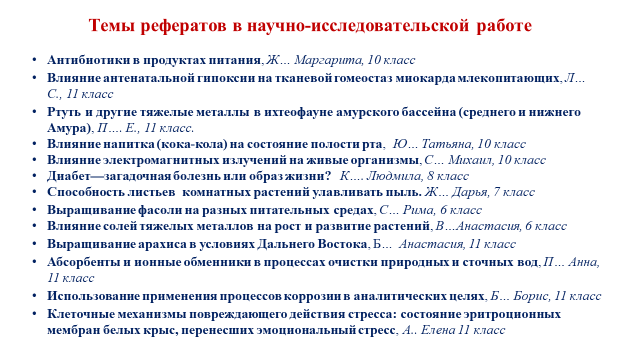 Темы рефератов в научно-исследовательской работе
• Антибиотики в продуктах питания, Ж… Маргарита, 10 класс
• Влияние антенатальной гипоксии на тканевой гомеостаз миокарда млекопитающих, Л…
С., 11 класс
• Ртуть и другие тяжелые металлы в ихтеофауне амурского бассейна (среднего и нижнего
Амура), П…. Е., 11 класс.
• Влияние напитка (кока-кола) на состояние полости рта, Ю… Татьяна, 10 класс
• Влияние электромагнитных излучений на живые организмы, С… Михаил, 10 класс
• Диабет—загадочная болезнь или образ жизни? К…. Людмила, 8 класс
• Способность листьев комнатных растений улавливать пыль. Ж… Дарья, 7 класс
• Выращивание фасоли на разных питательных средах, С… Рима, 6 класс
• Влияние солей тяжелых металлов на рост и развитие растений, В…Анастасия, 6 класс
• Выращивание арахиса в условиях Дальнего Востока, Б… Анастасия, 11 класс
• Абсорбенты и ионные обменники в процессах очистки природных и сточных вод, П… Анна,
11 класс
• Использование применения процессов коррозии в аналитических целях, Б… Борис, 11 класс
• Клеточные механизмы повреждающего действия стресса: состояние эритроционных
мембран белых крыс, перенесших эмоциональный стресс, А.. Елена 11 класс